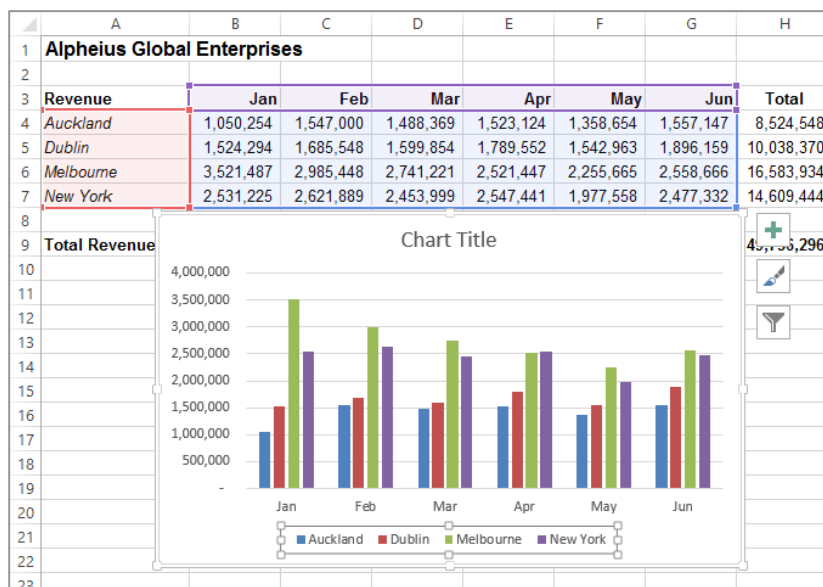 A B C D E F G H
1 Alpheius Global Enterprises
2
3 Revenue Jan Feb Mar Apr May Jun Total
4 Auckland 1,050,254 1,547,000 1,488,369 1,523,124 1,358,654 1,557,147 8,524,548
5 Dublin 1,524,294 1,685,548 1,599,854 1,789,552 1,542,963 1,896,159 10,038,370
6 Melbourne 3,521,487 2,985,448 2,741,221 2,521,447 2,255,665 2,558,666 16,583,934
7 New York 2,531,225 2,621,889 2,453,999 2,547,441 1,977,558 2,477,332 14,609,444
8
Chart Title
9 Total Revenue
10
4,000,000
11
3,500,000
12
3,000,000
13
2,500,000
14
2,000,000
15
1,500,000
16
1,000,000
17
500,000
18
19
-
20
Jan Feb Mar Apr May Jun
21
Auckland Dublin Melbourne New York
22
23